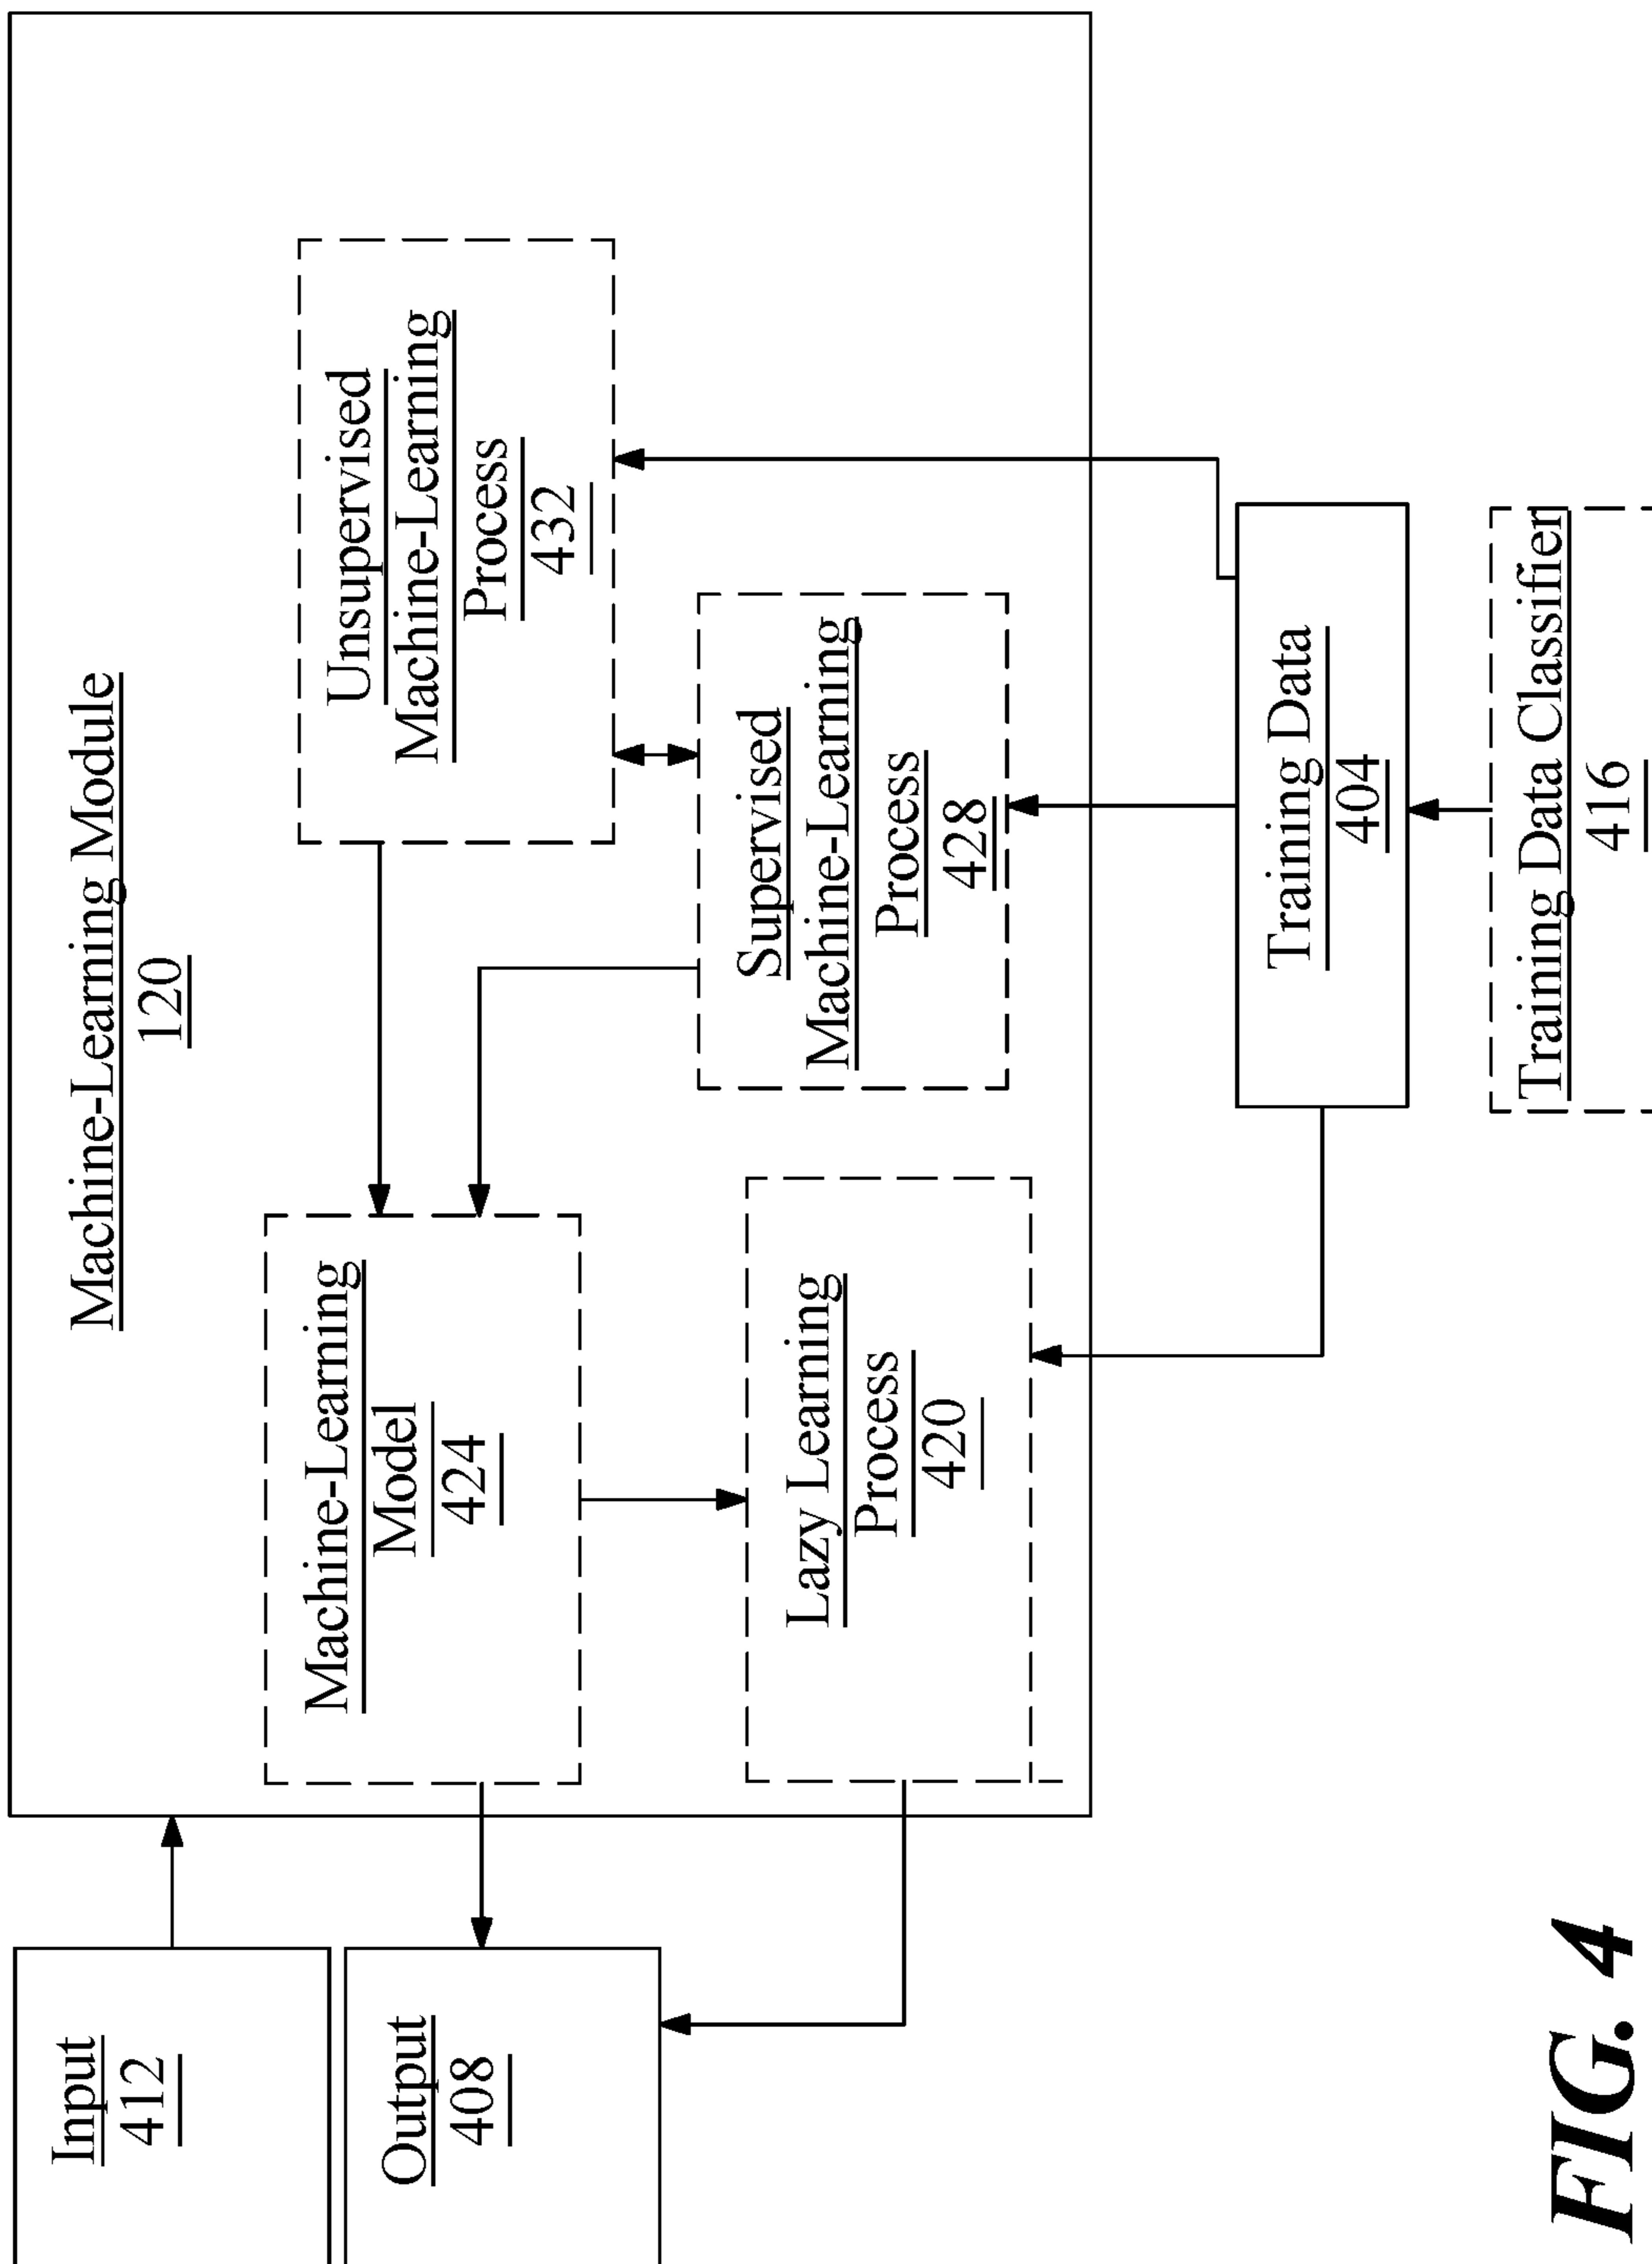 Machine-Learning Module
120
Input
412
Machine-Learning
Model
424
Unsupervised
Machine-Learning
Process
432
Output
408
Lazy Learning
Process
420
Supervised
Machine-Learning
Process
428
Training Data
404
Training Data Classifier
416
FIG. 4